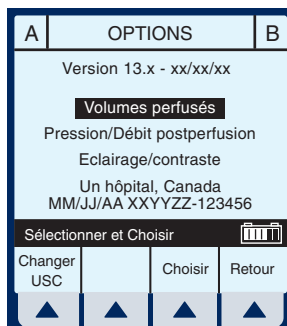 A OPTIONS B
Version 13.x - xx/xx/xx
Volumes perfusés
Pression/Débit postperfusion
Eclairage/contraste
Un hôpital, Canada
MM/JJ/AA XXYYZZ-123456
Sélectionner et Choisir
Changer USC
Choisir
Retour